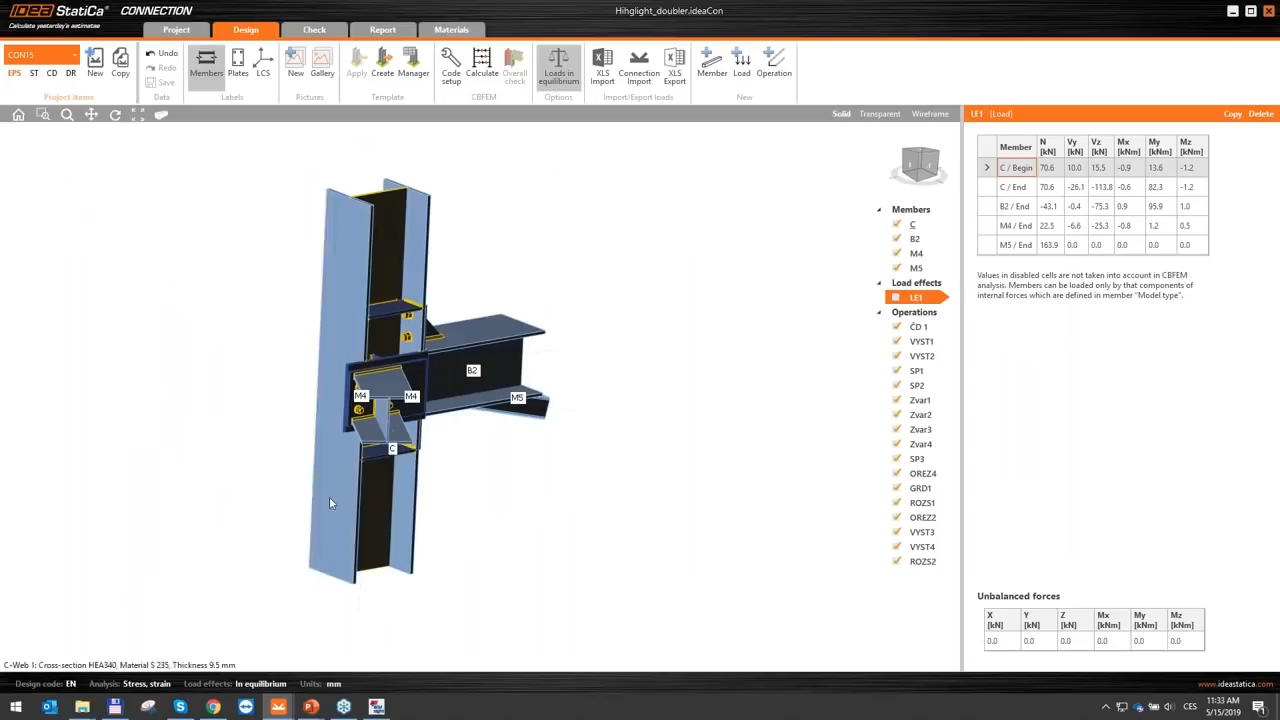 IDEA StatiCa CONNECTION
Calculate yesterday's estimates
Hihglight_doubler.ideaCon
Project Design Check Report Materials
CON15
EPS ST CD DR
New Copy
Undo
Redo
Save
Members Plates LCS
New Gallery
Apply Create Manager
Code setup Calculate Overall check
Loads in equilibrium
XLS Import Connection Import XLS Export
Member Load Operation
Project items Data Labels Pictures Template CBFEM Options Import/Export loads New
Solid Transparent Wireframe
LE1 [Load] Copy Delete
Member N [kN] Vy [kN] Vz [kN] Mx [kNm] My [kNm] Mz [kNm]
C / Begin 70.6 10.0 15.5 -0.9 13.6 -1.2
C / End 70.6 -26.1 -113.8 -0.6 82.3 -1.2
B2 / End -43.1 -0.4 -75.3 0.9 95.9 1.0
M4 / End 22.5 -6.6 -25.3 -0.8 1.2 0.5
M5 / End 163.9 0.0 0.0 0.0 0.0 0.0
Values in disabled cells are not taken into account in CBFEM
analysis. Members can be loaded only by that components of
internal forces which are defined in member "Model type".
Members
C
B2
M4
M5
Load effects
LE1
Operations
ČD 1
VYST1
VYST2
SP1
SP2
Zvar1
Zvar2
Zvar3
Zvar4
SP3
OREZ4
GRD1
ROZS1
OREZ2
VYST3
VYST4
ROZS2
B2
M4 M4 M5
C
Unbalanced forces
X [kN] Y [kN] Z [kN] Mx [kNm] My [kNm] Mz [kNm]
0.0 0.0 0.0 0.0 0.0 0.0
C-Web 1: Cross-section HEA340, Material S 235, Thickness 9.5 mm
Design code: EN Analysis: Stress, strain Load effects: In equilibrium Units: mm www.ideastatica.com
CES 11:33 AM
5/15/2019